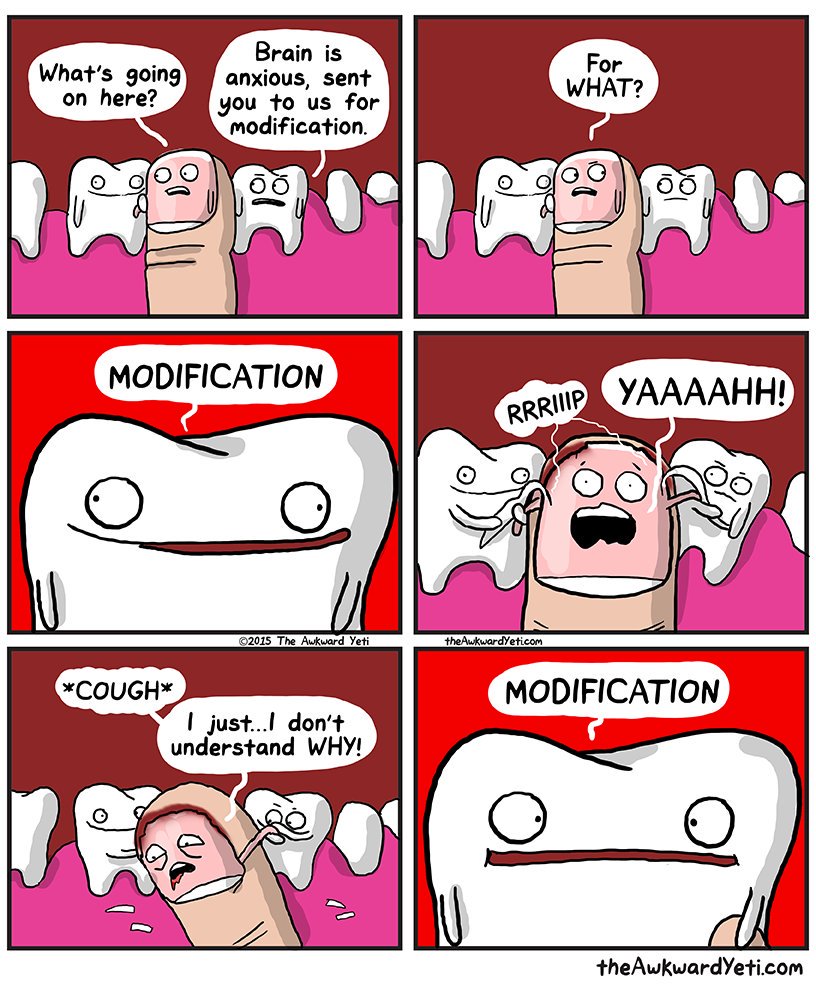 What's going
on here?
Brain is
anxious, sent
you to us for
modification.
For
WHAT?
MODIFICATION
RRRIIIP
YAAAAHH!
©2015 The Awkward Yeti
theAwkwardYeti.com
*COUGH*
I just...I don't
understand WHY!
MODIFICATION
theAwkwardYeti.com